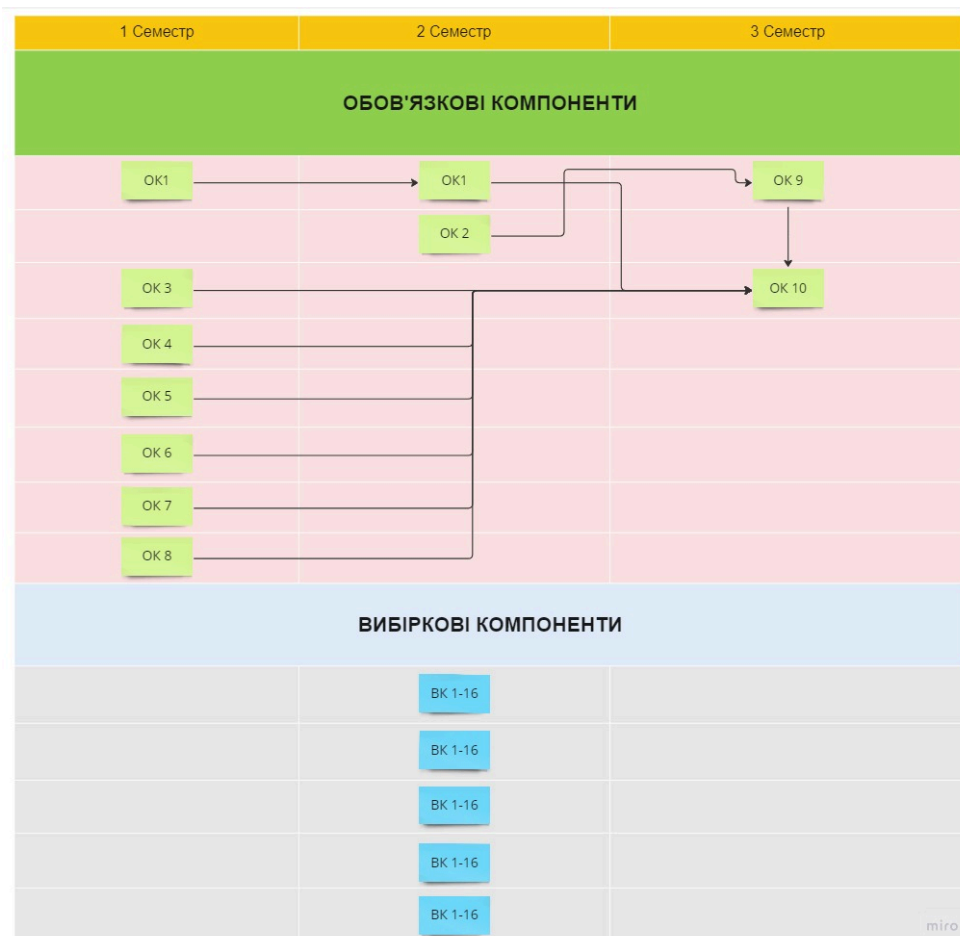 1 Семестр 2 Семестр 3 Семестр
ОБОВ'ЯЗКОВІ КОМПОНЕНТИ
ОК1 ОК1 ОК 9
ОК 2
ОК 3 ОК 10
ОК 4
ОК 5
ОК 6
ОК 7
ОК 8
ВИБІРКОВІ КОМПОНЕНТИ
ВК 1-16
ВК 1-16
ВК 1-16
ВК 1-16
ВК 1-16
miro